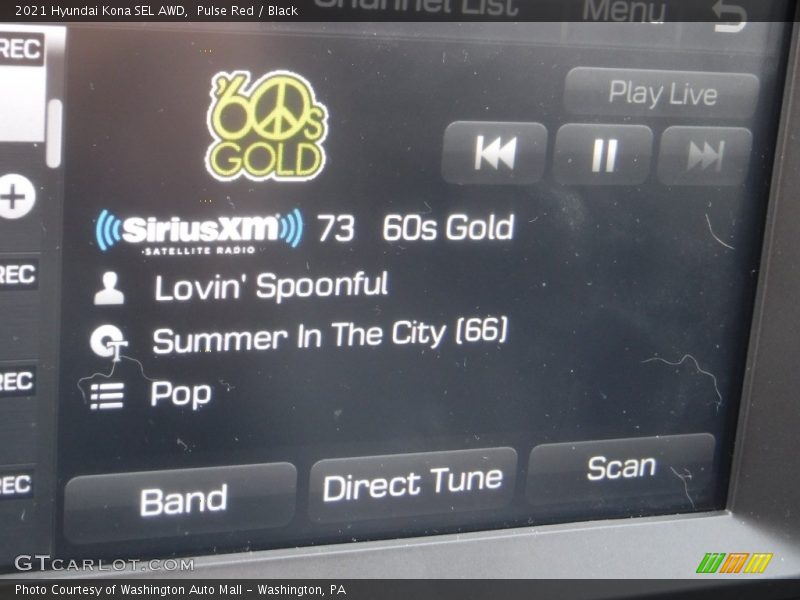 2021 Hyundai Kona SEL AWD, Pulse Red / Black
Channel List Menu
REC
Play Live
'60s
GOLD
SiriusXM 73 60s Gold
SATELLITE RADIO
REC
Lovin' Spoonful
Summer In The City (66)
REC
Pop
REC
Band Direct Tune Scan
GTCARLOT.COM
Photo Courtesy of Washington Auto Mall - Washington, PA